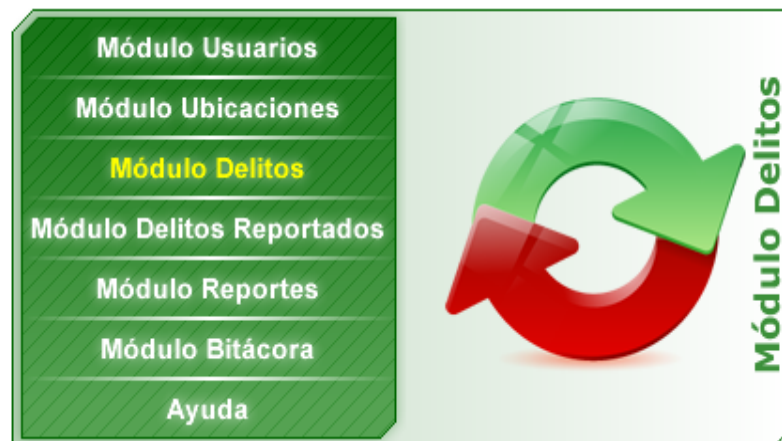 Módulo Usuarios
Módulo Ubicaciones
Módulo Delitos
Módulo Delitos Reportados
Módulo Reportes
Módulo Bitácora
Ayuda
Módulo Delitos